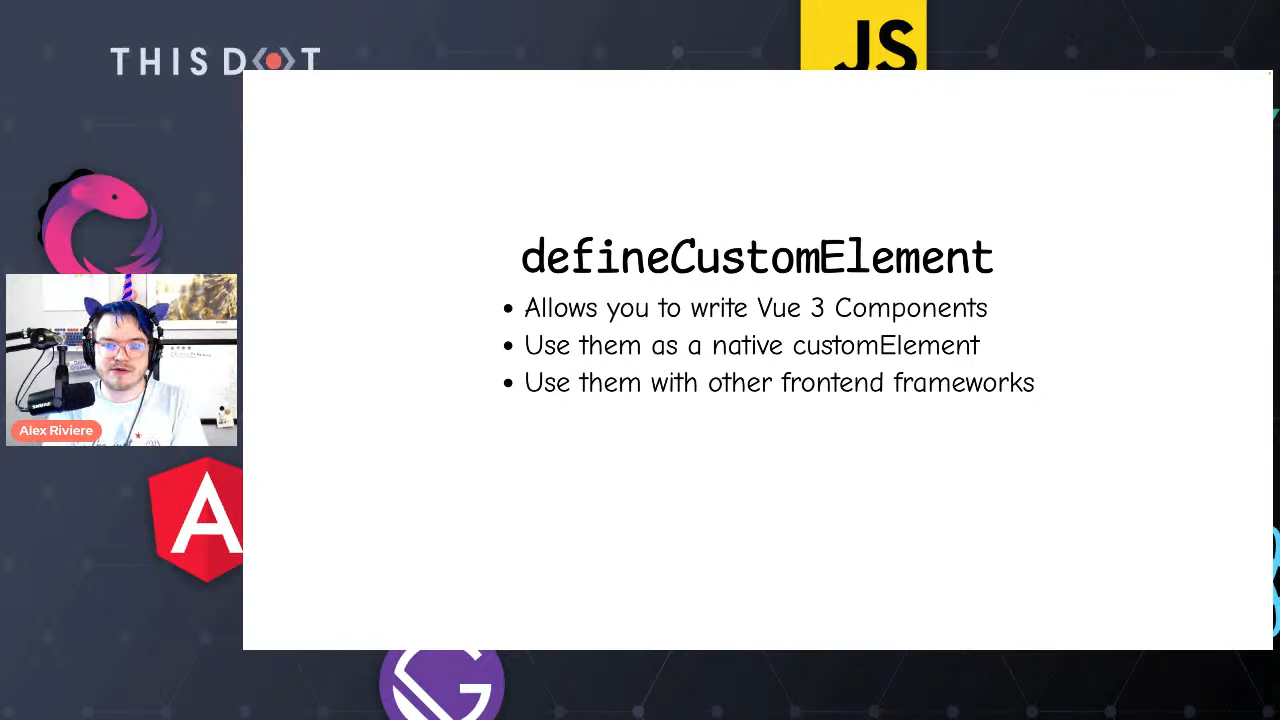 THIS DOT
JS
defineCustomElement
• Allows you to write Vue 3 Components
• Use them as a native customElement
• Use them with other frontend frameworks
SHURE
Alex Riviere
A
G